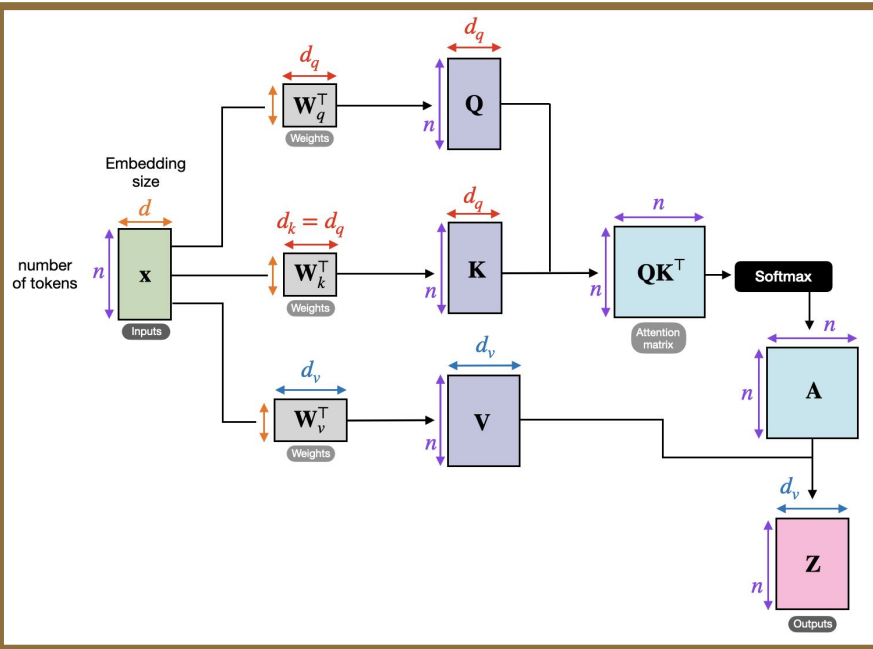 d_q
W_q^⊤
Weights
d_q
n
Q
Embedding
size
d
number
of tokens
n
x
Inputs
d_k = d_q
W_k^⊤
Weights
d_q
n
K
n
n
QK^⊤
Attention
matrix
Softmax
n
n
A
d_v
W_v^⊤
Weights
d_v
n
V
d_v
n
Z
Outputs